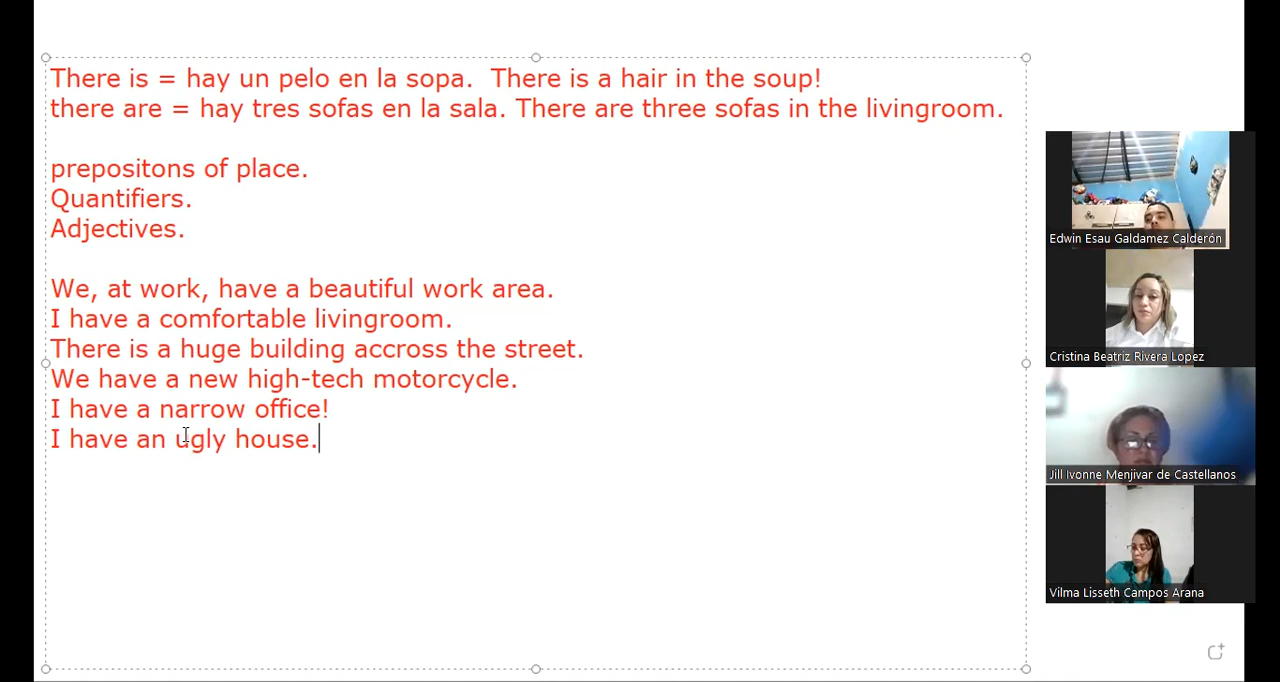 There is = hay un pelo en la sopa.  There is a hair in the soup!
there are = hay tres sofas en la sala. There are three sofas in the livingroom.
prepositons of place.
Quantifiers.
Adjectives.
We, at work, have a beautiful work area.
I have a comfortable livingroom.
There is a huge building accross the street.
We have a new high-tech motorcycle.
I have a narrow office!
I have an ugly house.
Edwin Esau Galdamez Calderón
Cristina Beatriz Rivera Lopez
Jill Ivonne Menjivar de Castellanos
Vilma Lisseth Campos Arana